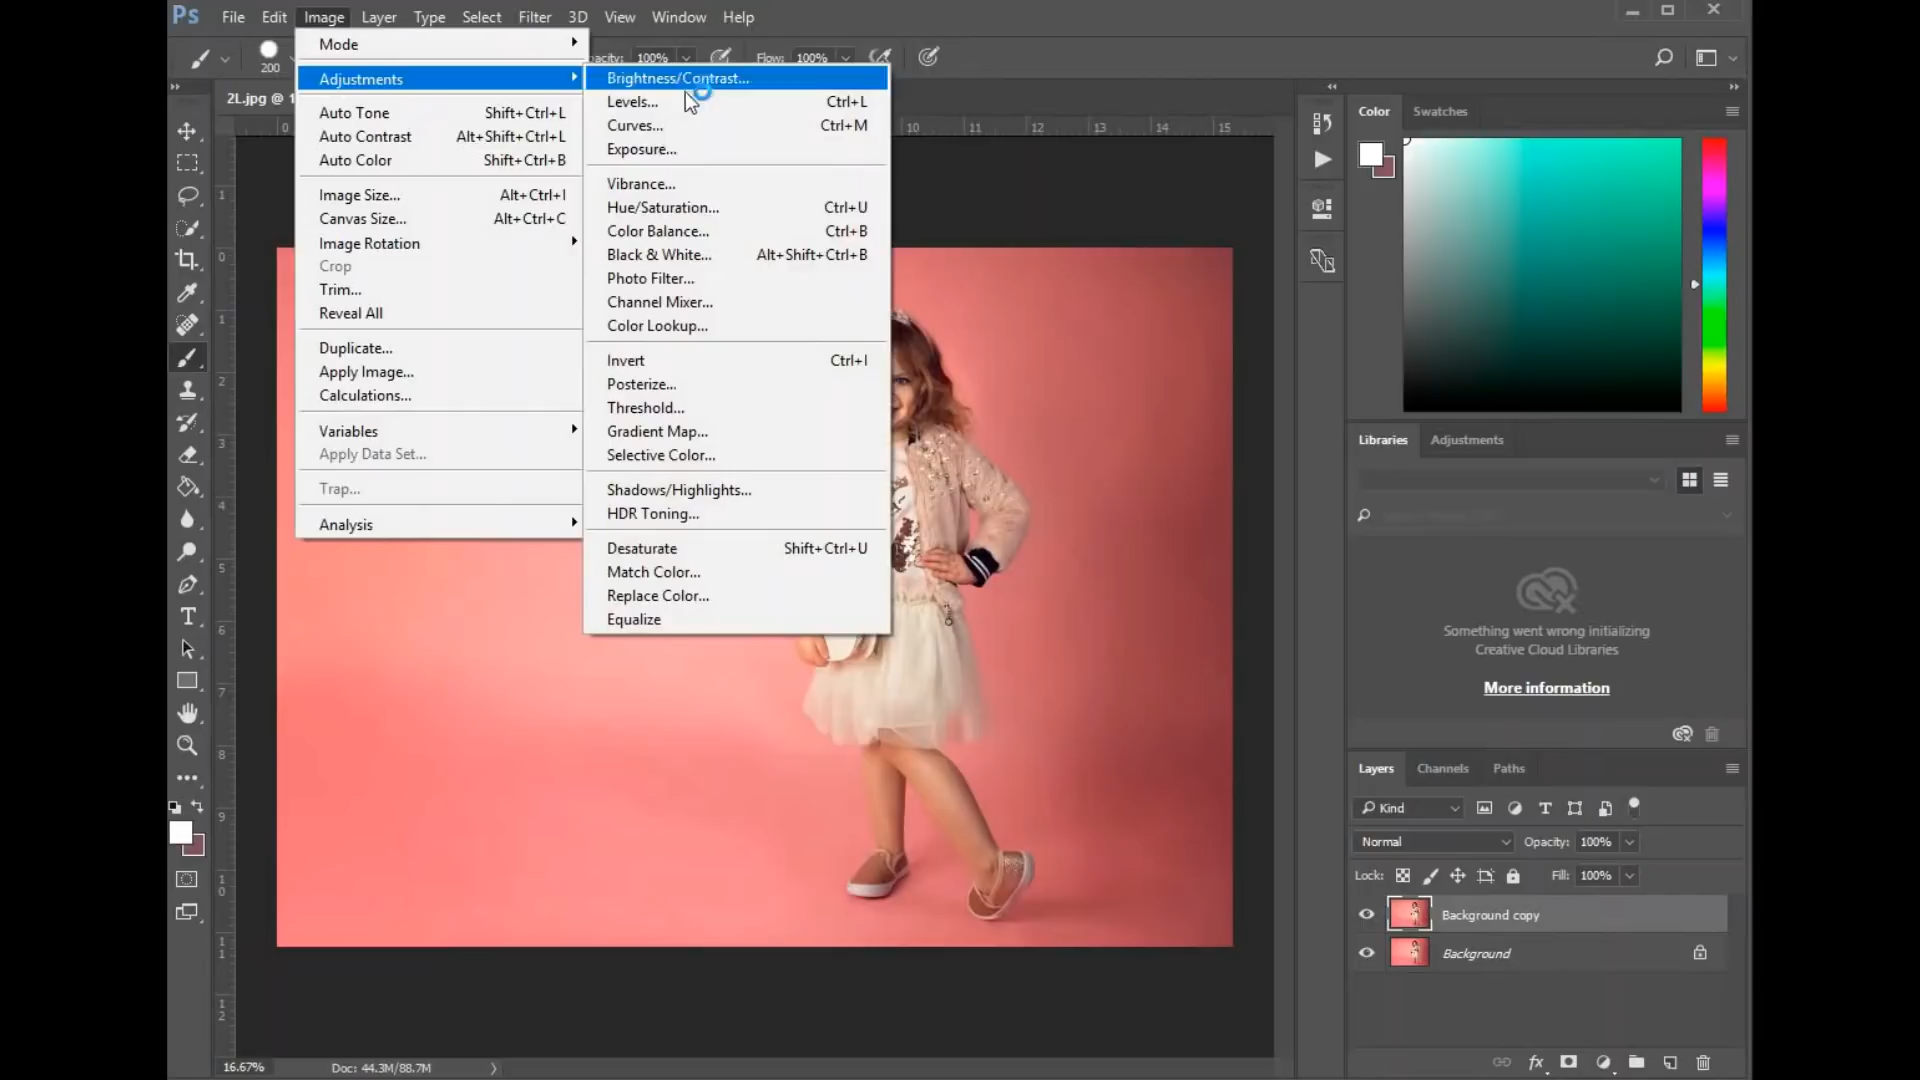 Ps File Edit Image Layer Type Select Filter 3D View Window Help
200 pacity: 100% Flow: 100%
2L.jpg @ 1
Mode
Adjustments
Auto Tone Shift+Ctrl+L
Auto Contrast Alt+Shift+Ctrl+L
Auto Color Shift+Ctrl+B
Image Size... Alt+Ctrl+I
Canvas Size... Alt+Ctrl+C
Image Rotation
Crop
Trim...
Reveal All
Duplicate...
Apply Image...
Calculations...
Variables
Apply Data Set...
Trap...
Analysis
Brightness/Contrast...
Levels... Ctrl+L
Curves... Ctrl+M
Exposure...
Vibrance...
Hue/Saturation... Ctrl+U
Color Balance... Ctrl+B
Black & White... Alt+Shift+Ctrl+B
Photo Filter...
Channel Mixer...
Color Lookup...
Invert Ctrl+I
Posterize...
Threshold...
Gradient Map...
Selective Color...
Shadows/Highlights...
HDR Toning...
Desaturate Shift+Ctrl+U
Match Color...
Replace Color...
Equalize
0 10 11 12 13 14 15
1
0
1
2
3
4
5
6
7
8
9
10
11
12
Color Swatches
Libraries Adjustments
Something went wrong initializing
Creative Cloud Libraries
More information
Layers Channels Paths
Kind
Normal Opacity: 100%
Lock: Fill: 100%
Background copy
Background
fx
16.67% Doc: 44.3M/88.7M